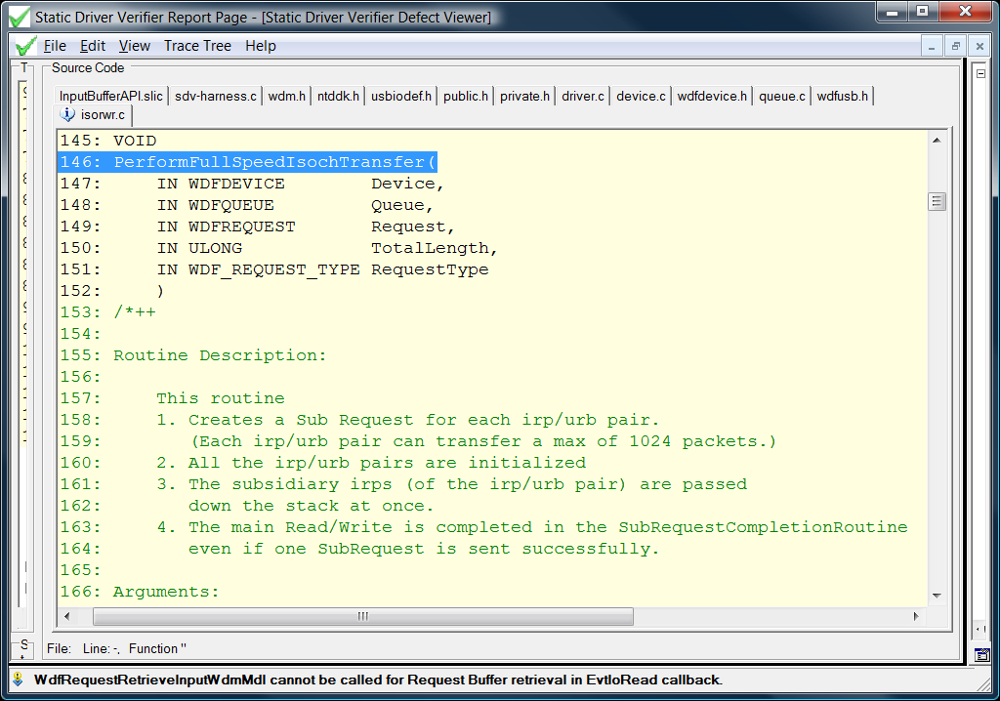 Static Driver Verifier Report Page - [Static Driver Verifier Defect Viewer]
File Edit View Trace Tree Help
T
Source Code
InputBufferAPI.slic sdv-harness.c wdm.h ntddk.h usbiodef.h public.h private.h driver.c device.c wdfdevice.h queue.c wdfusb.h
isorwr.c
145: VOID
146: PerformFullSpeedIsochTransfer(
147: IN WDFDEVICE Device,
148: IN WDFQUEUE Queue,
149: IN WDFREQUEST Request,
150: IN ULONG TotalLength,
151: IN WDF_REQUEST_TYPE RequestType
152: )
153: /*++
154:
155: Routine Description:
156:
157: This routine
158: 1. Creates a Sub Request for each irp/urb pair.
159: (Each irp/urb pair can transfer a max of 1024 packets.)
160: 2. All the irp/urb pairs are initialized
161: 3. The subsidiary irps (of the irp/urb pair) are passed
162: down the stack at once.
163: 4. The main Read/Write is completed in the SubRequestCompletionRoutine
164: even if one SubRequest is sent successfully.
165:
166: Arguments:
S
File: Line: -, Function ''
WdfRequestRetrieveInputWdmMdl cannot be called for Request Buffer retrieval in EvtIoRead callback.